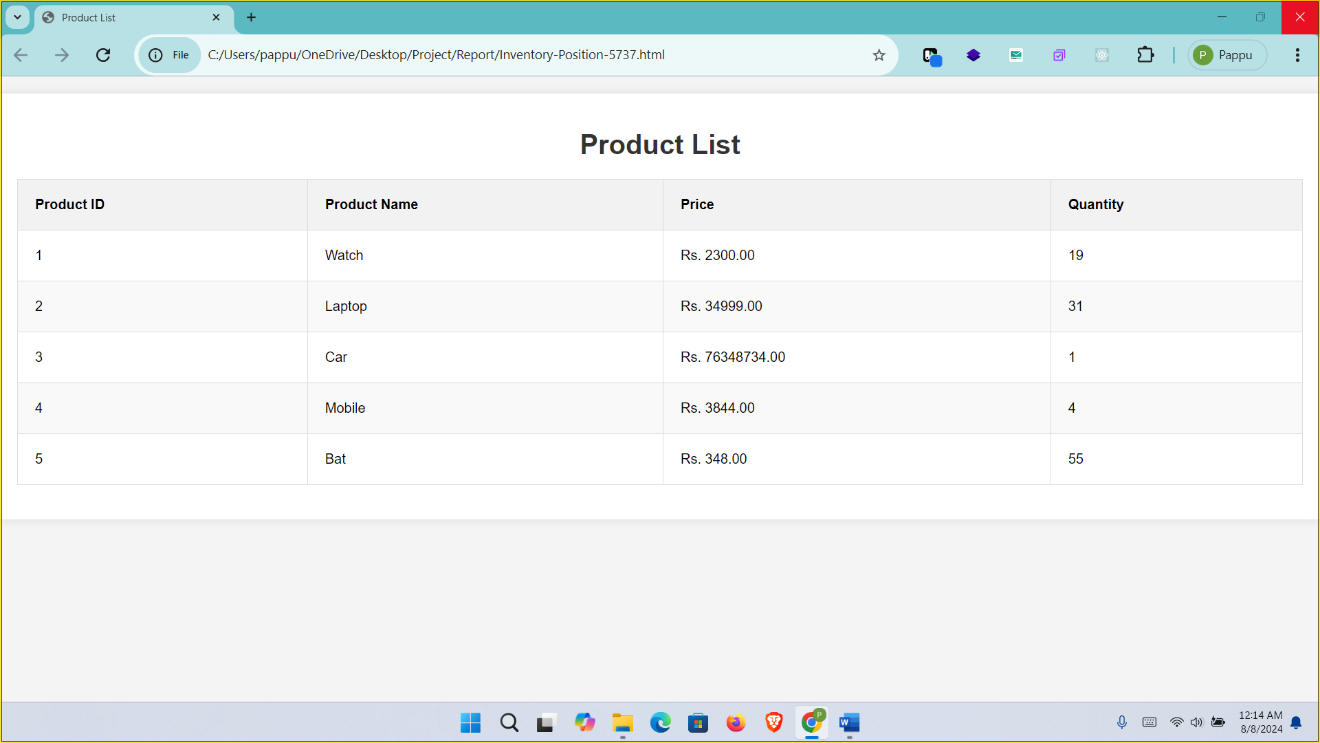 Product List
File C:/Users/pappu/OneDrive/Desktop/Project/Report/Inventory-Position-5737.html P Pappu
Product List
Product ID Product Name Price Quantity
1 Watch Rs. 2300.00 19
2 Laptop Rs. 34999.00 31
3 Car Rs. 76348734.00 1
4 Mobile Rs. 3844.00 4
5 Bat Rs. 348.00 55
P
12:14 AM
8/8/2024